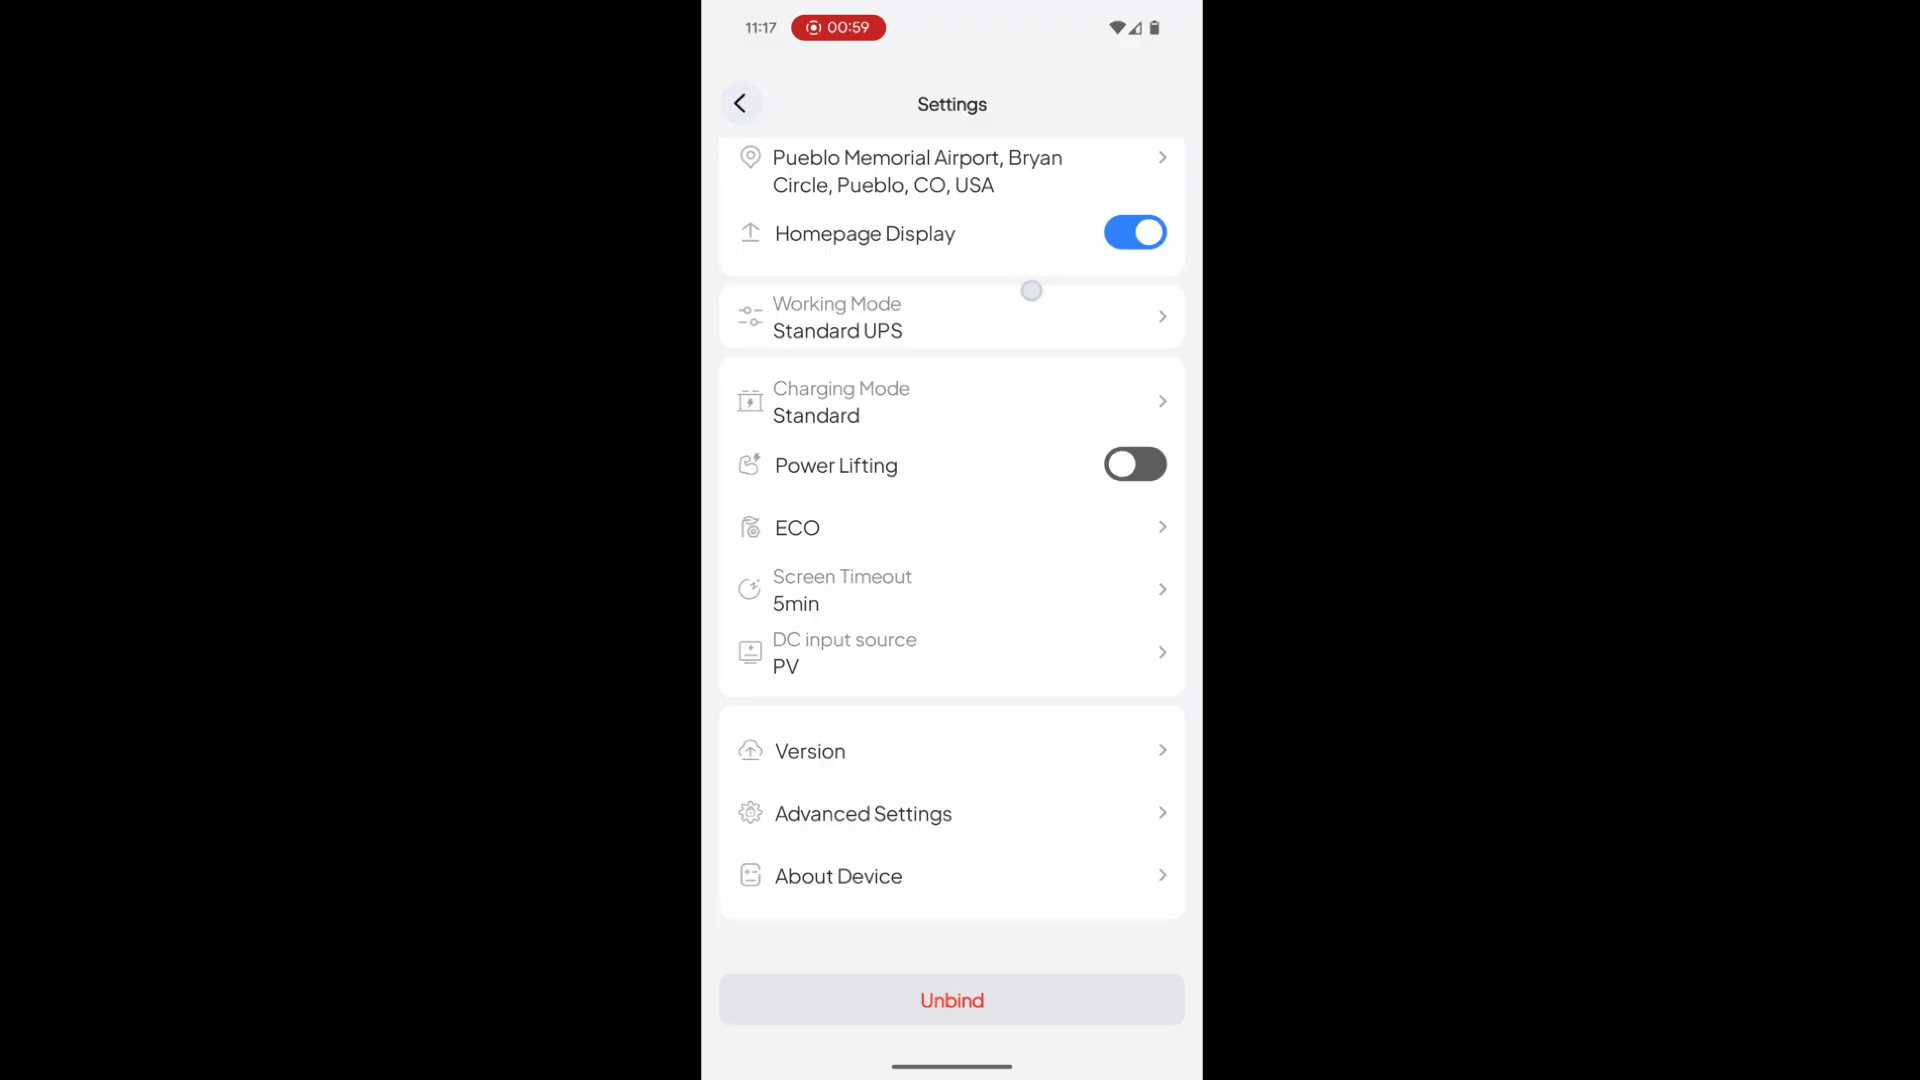 11:17
00:59
Settings
Pueblo Memorial Airport, Bryan
Circle, Pueblo, CO, USA
Homepage Display
Working Mode
Standard UPS
Charging Mode
Standard
Power Lifting
ECO
Screen Timeout
5min
DC input source
PV
Version
Advanced Settings
About Device
Unbind